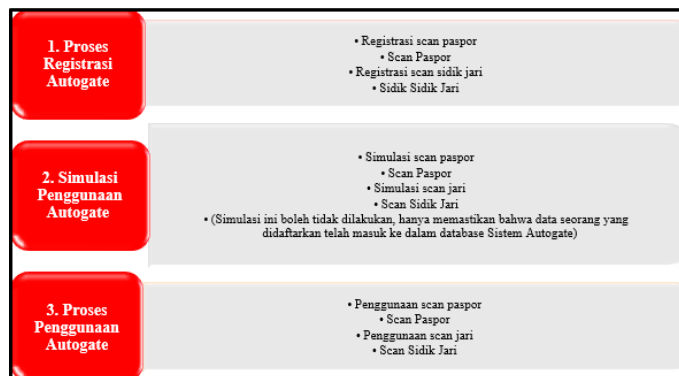 1. Proses
Registrasi
Autogate
• Registrasi scan paspor
• Scan Paspor
• Registrasi scan sidik jari
• Sidik Sidik Jari
2. Simulasi
Penggunaan
Autogate
• Simulasi scan paspor
• Scan Paspor
• Simulasi scan jari
• Scan Sidik Jari
• (Simulasi ini boleh tidak dilakukan, hanya memastikan bahwa data seorang yang
didaftarkan telah masuk ke dalam database Sistem Autogate)
3. Proses
Penggunaan
Autogate
• Penggunaan scan paspor
• Scan Paspor
• Penggunaan scan jari
• Scan Sidik Jari